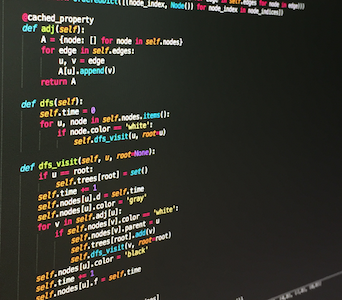 node_index, Node()) for node_index in node_indices])
@cached_property
def adj(self):
A = {node: [] for node in self.nodes}
for edge in self.edges:
u, v = edge
A[u].append(v)
return A
def dfs(self):
self.time = 0
for u, node in self.nodes.items():
if node.color == 'white':
self.dfs_visit(u, root=u)
def dfs_visit(self, u, root=None):
if u == root:
self.trees[root] = set()
self.time += 1
self.nodes[u].d = self.time
self.nodes[u].color = 'gray'
for v in self.adj[u]:
if self.nodes[v].color == 'white':
self.nodes[v].parent = u
self.trees[root].add(v)
self.dfs_visit(v, root=root)
self.nodes[u].color = 'black'
self.time += 1
self.nodes[u].f = self.time